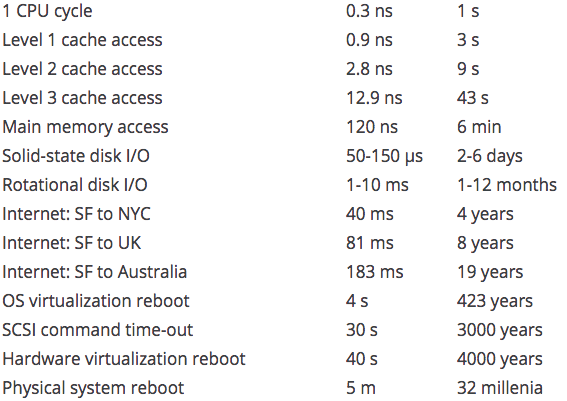 1 CPU cycle 0.3 ns 1 s
Level 1 cache access 0.9 ns 3 s
Level 2 cache access 2.8 ns 9 s
Level 3 cache access 12.9 ns 43 s
Main memory access 120 ns 6 min
Solid-state disk I/O 50-150 μs 2-6 days
Rotational disk I/O 1-10 ms 1-12 months
Internet: SF to NYC 40 ms 4 years
Internet: SF to UK 81 ms 8 years
Internet: SF to Australia 183 ms 19 years
OS virtualization reboot 4 s 423 years
SCSI command time-out 30 s 3000 years
Hardware virtualization reboot 40 s 4000 years
Physical system reboot 5 m 32 millenia